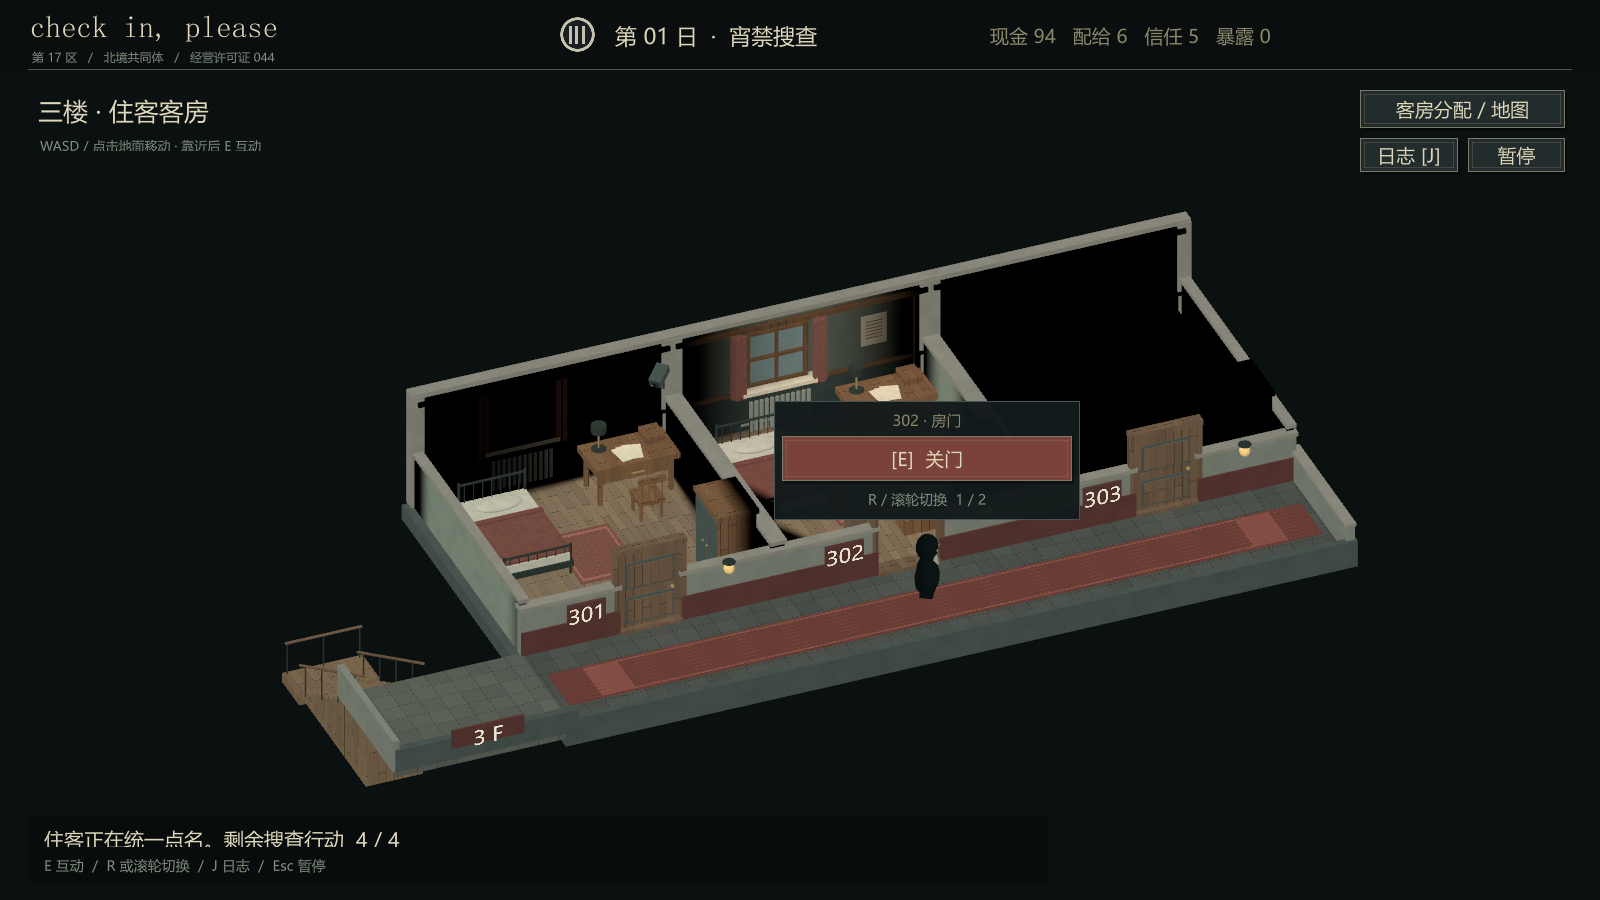 check in, please
第 17 区 / 北境共同体 / 经营许可证 044
第 01 日 · 宵禁搜查
现金 94 配给 6 信任 5 暴露 0
三楼 · 住客客房
WASD / 点击地面移动 · 靠近后 E 互动
客房分配 / 地图
日志 [J]
暂停
302 · 房门
[E] 关门
R / 滚轮切换 1 / 2
303
302
301
3 F
住客正在统一点名。剩余搜查行动 4 / 4
E 互动 / R 或滚轮切换 / J 日志 / Esc 暂停